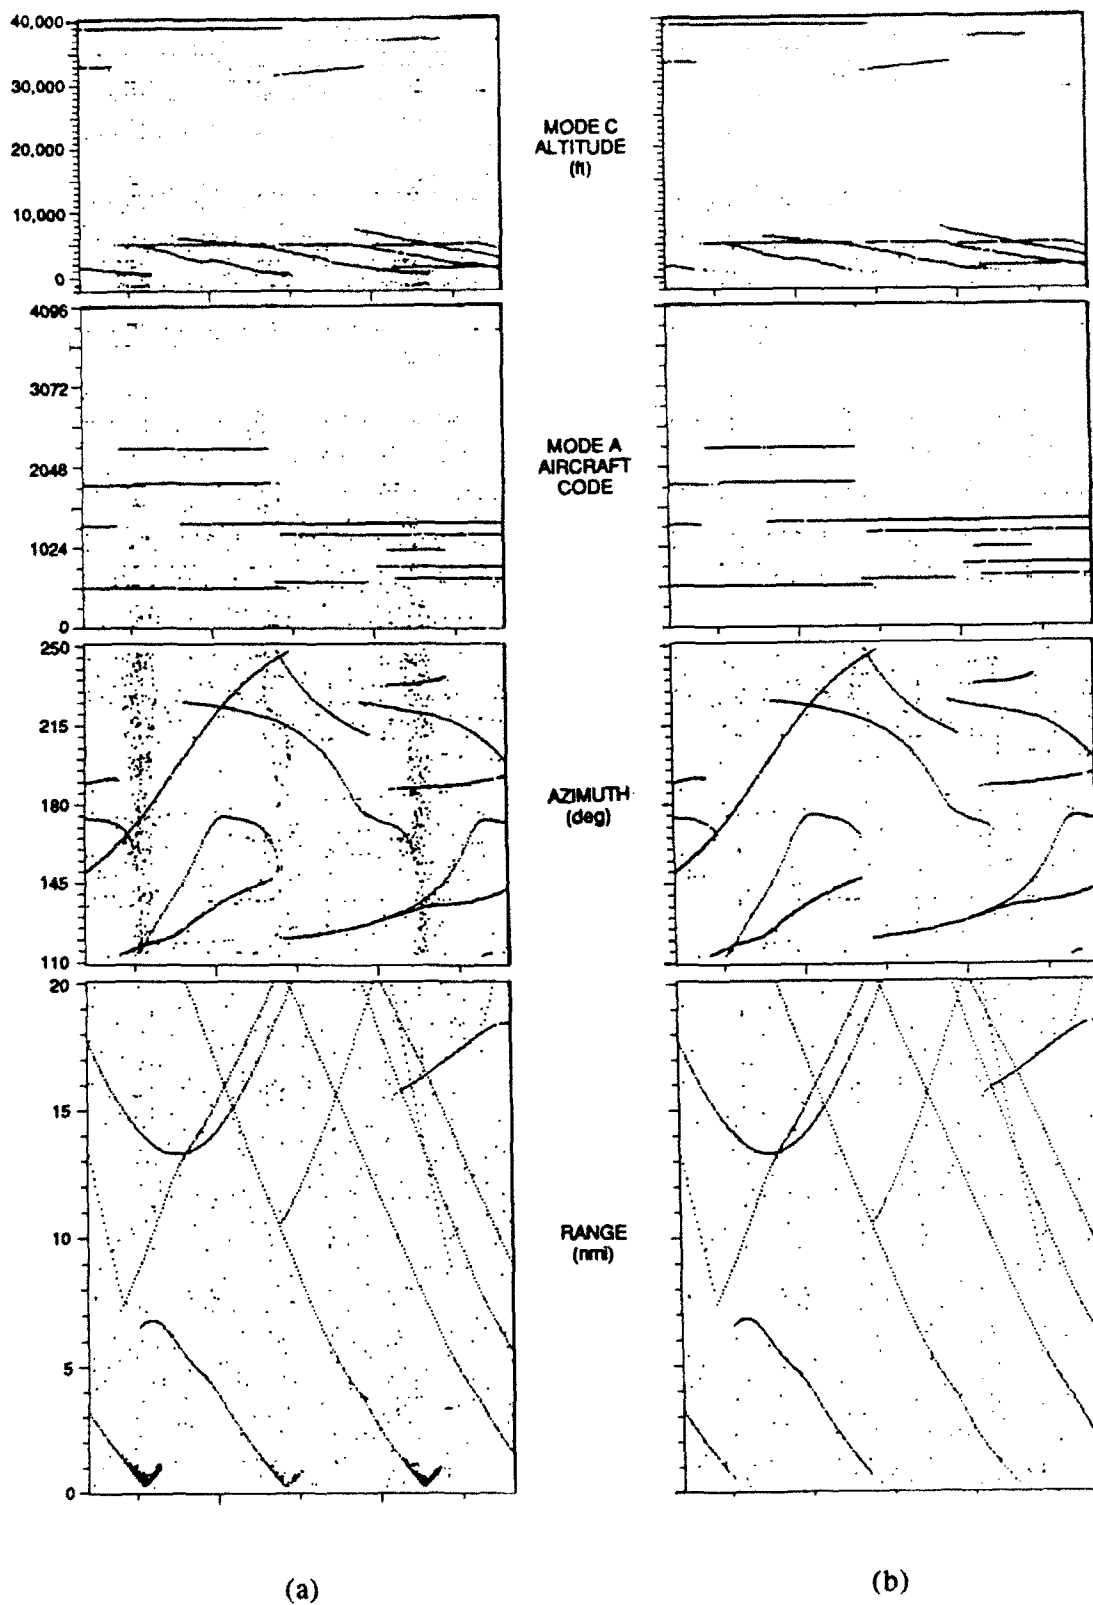 40,000
30,000
20,000
10,000
0
MODE C
ALTITUDE
(ft)
4096
3072
2048
1024
0
MODE A
AIRCRAFT
CODE
250
215
180
145
110
AZIMUTH
(deg)
20
15
10
5
0
RANGE
(nmi)
(a)
(b)